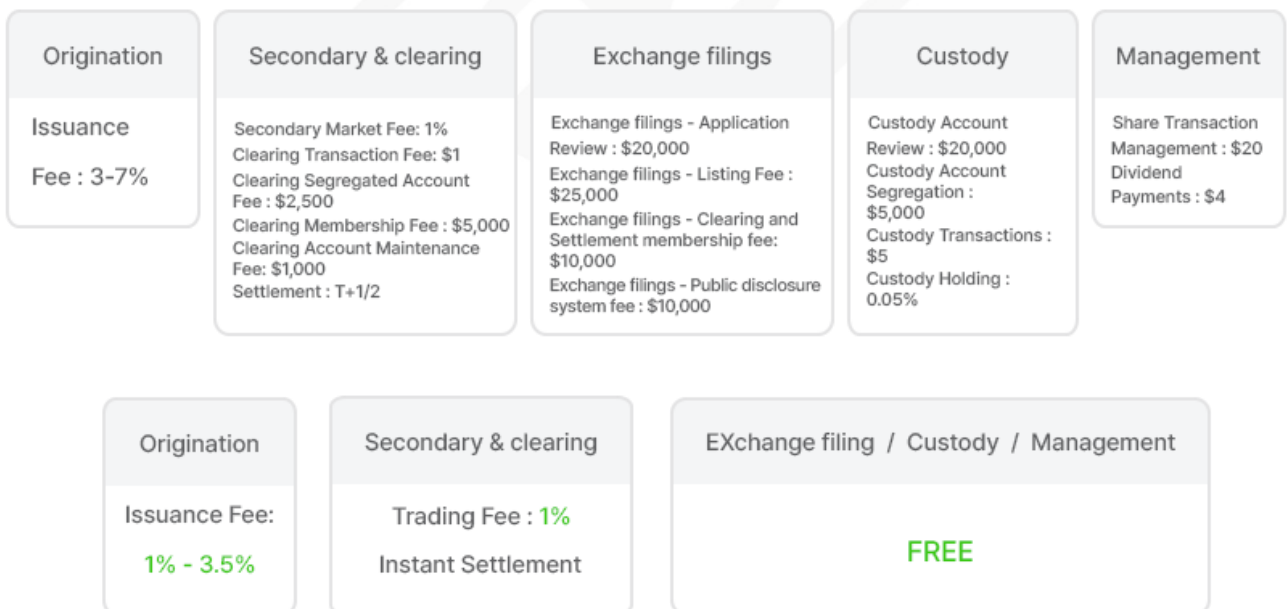 Origination
Issuance
Fee : 3-7%
Secondary & clearing
Secondary Market Fee: 1%
Clearing Transaction Fee: $1
Clearing Segregated Account
Fee : $2,500
Clearing Membership Fee : $5,000
Clearing Account Maintenance
Fee: $1,000
Settlement : T+1/2
Exchange filings
Exchange filings - Application
Review : $20,000
Exchange filings - Listing Fee :
$25,000
Exchange filings - Clearing and
Settlement membership fee:
$10,000
Exchange filings - Public disclosure
system fee : $10,000
Custody
Custody Account
Review : $20,000
Custody Account
Segregation :
$5,000
Custody Transactions :
$5
Custody Holding :
0.05%
Management
Share Transaction
Management : $20
Dividend
Payments : $4
Origination
Issuance Fee:
1% - 3.5%
Secondary & clearing
Trading Fee : 1%
Instant Settlement
EXchange filing / Custody / Management
FREE